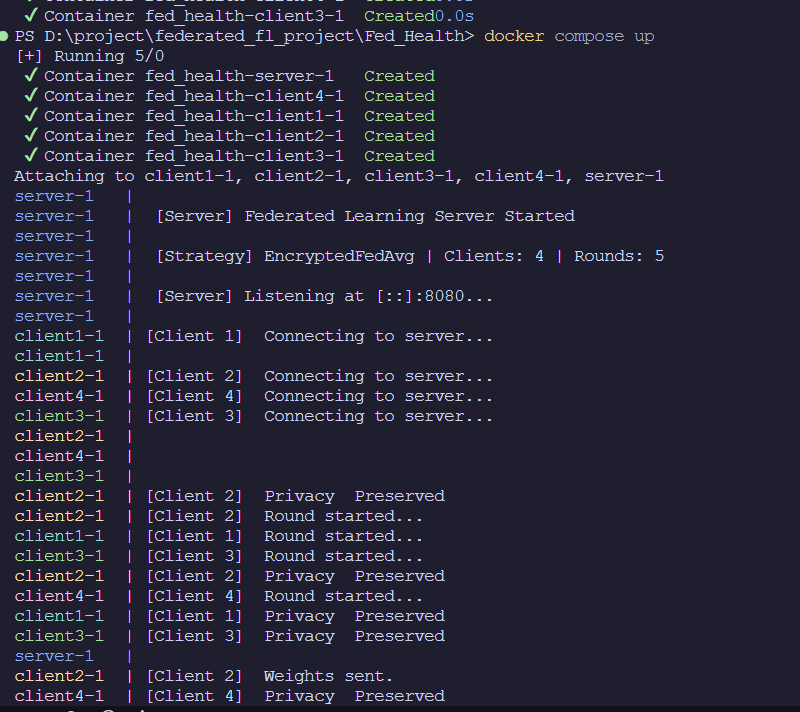 ✓ Container fed_health-client3-1 Created0.0s
PS D:\project\federated_fl_project\Fed_Health> docker compose up
[+] Running 5/0
✓ Container fed_health-server-1 Created
✓ Container fed_health-client4-1 Created
✓ Container fed_health-client1-1 Created
✓ Container fed_health-client2-1 Created
✓ Container fed_health-client3-1 Created
Attaching to client1-1, client2-1, client3-1, client4-1, server-1
server-1 |
server-1 | [Server] Federated Learning Server Started
server-1 |
server-1 | [Strategy] EncryptedFedAvg | Clients: 4 | Rounds: 5
server-1 |
server-1 | [Server] Listening at [::]:8080...
server-1 |
client1-1 | [Client 1] Connecting to server...
client1-1 |
client2-1 | [Client 2] Connecting to server...
client4-1 | [Client 4] Connecting to server...
client3-1 | [Client 3] Connecting to server...
client2-1 |
client4-1 |
client3-1 |
client2-1 | [Client 2] Privacy Preserved
client2-1 | [Client 2] Round started...
client1-1 | [Client 1] Round started...
client3-1 | [Client 3] Round started...
client2-1 | [Client 2] Privacy Preserved
client4-1 | [Client 4] Round started...
client1-1 | [Client 1] Privacy Preserved
client3-1 | [Client 3] Privacy Preserved
server-1 |
client2-1 | [Client 2] Weights sent.
client4-1 | [Client 4] Privacy Preserved